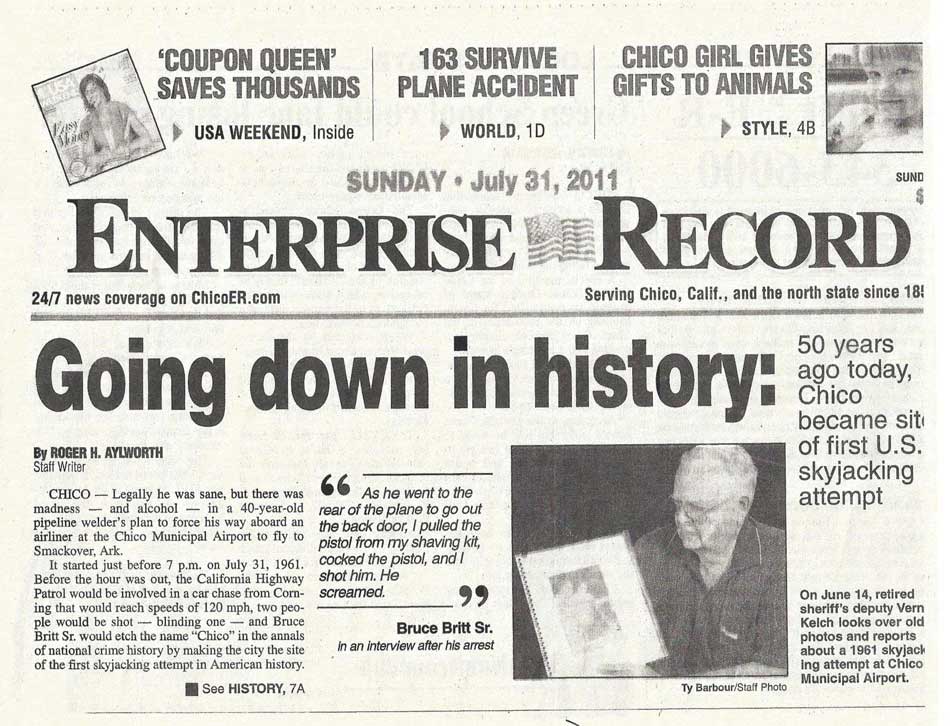 'COUPON QUEEN'
SAVES THOUSANDS
USA WEEKEND, Inside
163 SURVIVE
PLANE ACCIDENT
WORLD, 1D
CHICO GIRL GIVES
GIFTS TO ANIMALS
STYLE, 4B
SUNDAY • July 31, 2011
ENTERPRISE RECORD
24/7 news coverage on ChicoER.com
Serving Chico, Calif., and the north state since
Going down in history:
50 years
ago today,
Chico
became
of first U.S.
skyjacking
attempt
By ROGER H. AYLWORTH
Staff Writer
CHICO — Legally he was sane, but there was
madness — and alcohol — in a 40-year-old
pipeline welder's plan to force his way aboard an
airliner at the Chico Municipal Airport to fly to
Smackover, Ark.
It started just before 7 p.m. on July 31, 1961.
Before the hour was out, the California Highway
Patrol would be involved in a car chase from Corn-
ing that would reach speeds of 120 mph, two peo-
ple would be shot — blinding one — and Bruce
Britt Sr. would etch the name "Chico" in the annals
of national crime history by making the city the site
of the first skyjacking attempt in American history.
See HISTORY, 7A
“ As he went to the
rear of the plane to go out
the back door, I pulled the
pistol from my shaving kit,
cocked the pistol, and I
shot him. He
screamed. ”
Bruce Britt Sr.
in an interview after his arrest
Ty Barbour/Staff Photo
On June 14, retired
sheriff's deputy Vern
Kelch looks over old
photos and reports
about a 1961 skyjack-
ing attempt at Chico
Municipal Airport.